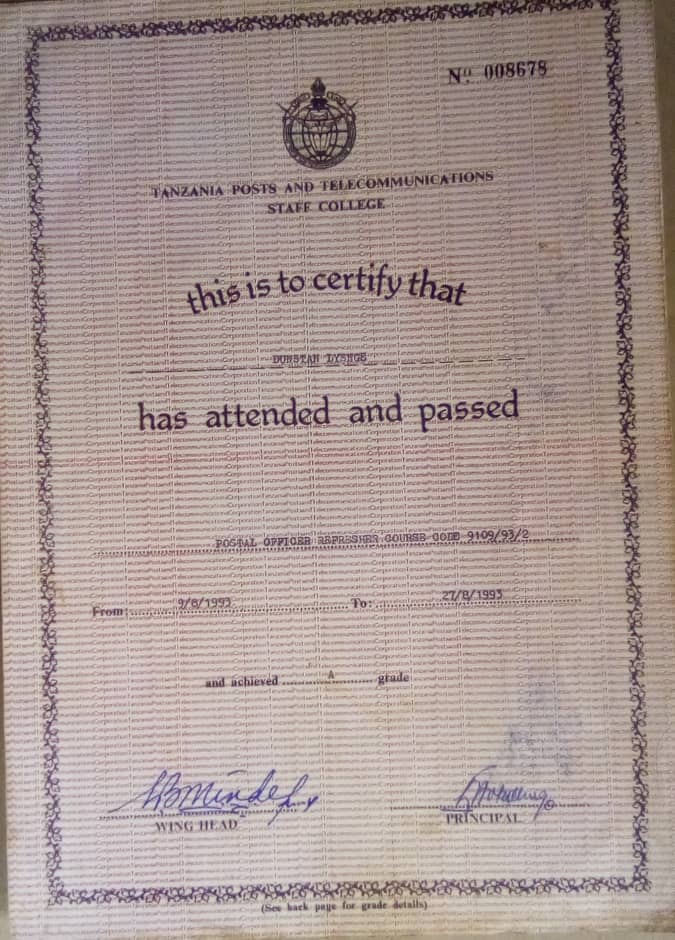 Nº 008678
TANZANIA POSTS AND TELECOMMUNICATIONS
STAFF COLLEGE
this is to certify that
DUNSTAN
has attended and passed
POSTAL OFFICER REFRESHER COURSE CODE 9109/93/2
From: 9/8/1993 To: 27/8/1993
and achieved A grade
WING HEAD PRINCIPAL
(See back page for grade details)